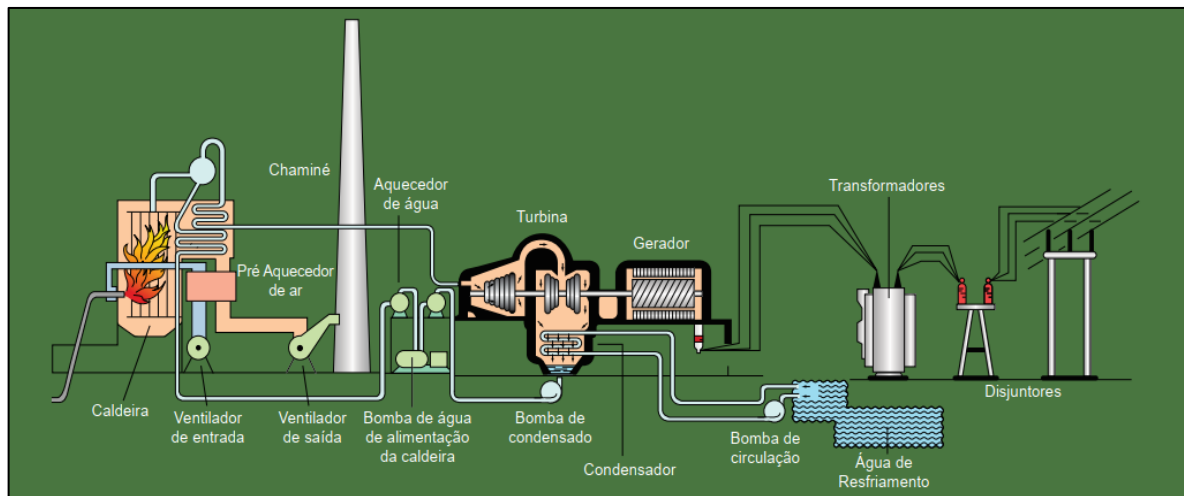 Chaminé
Aquecedor
de água
Turbina
Gerador
Transformadores
Pré Aquecedor
de ar
Caldeira
Ventilador
de entrada
Ventilador
de saída
Bomba de água
de alimentação
da caldeira
Bomba de
condensado
Condensador
Bomba de
circulação
Água de
Resfriamento
Disjuntores